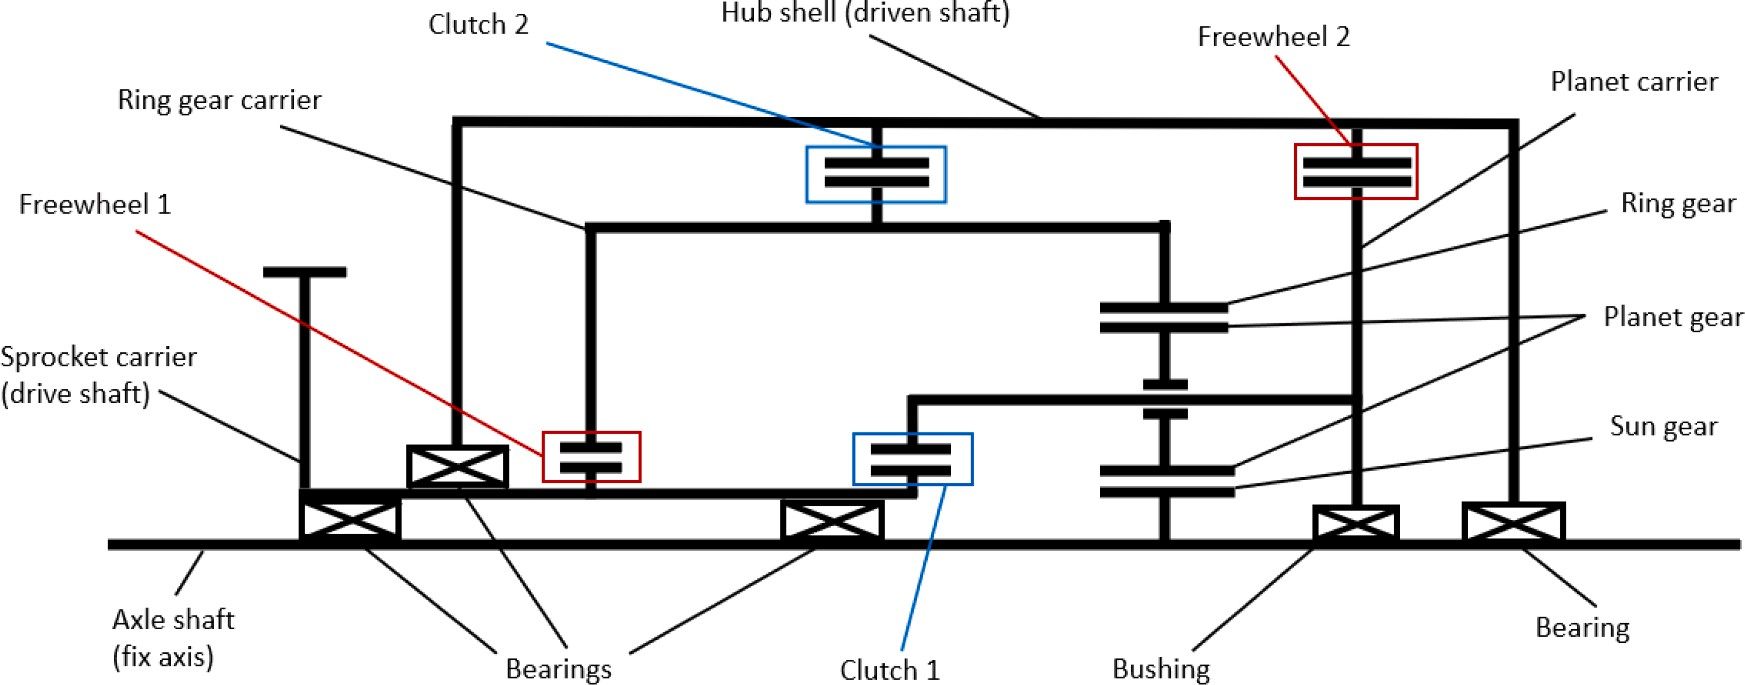 Hub shell (driven shaft)
Clutch 2
Freewheel 2
Planet carrier
Ring gear carrier
Freewheel 1
Ring gear
Planet gear
Sprocket carrier
(drive shaft)
Sun gear
Axle shaft
(fix axis)
Bearings
Clutch 1
Bushing
Bearing